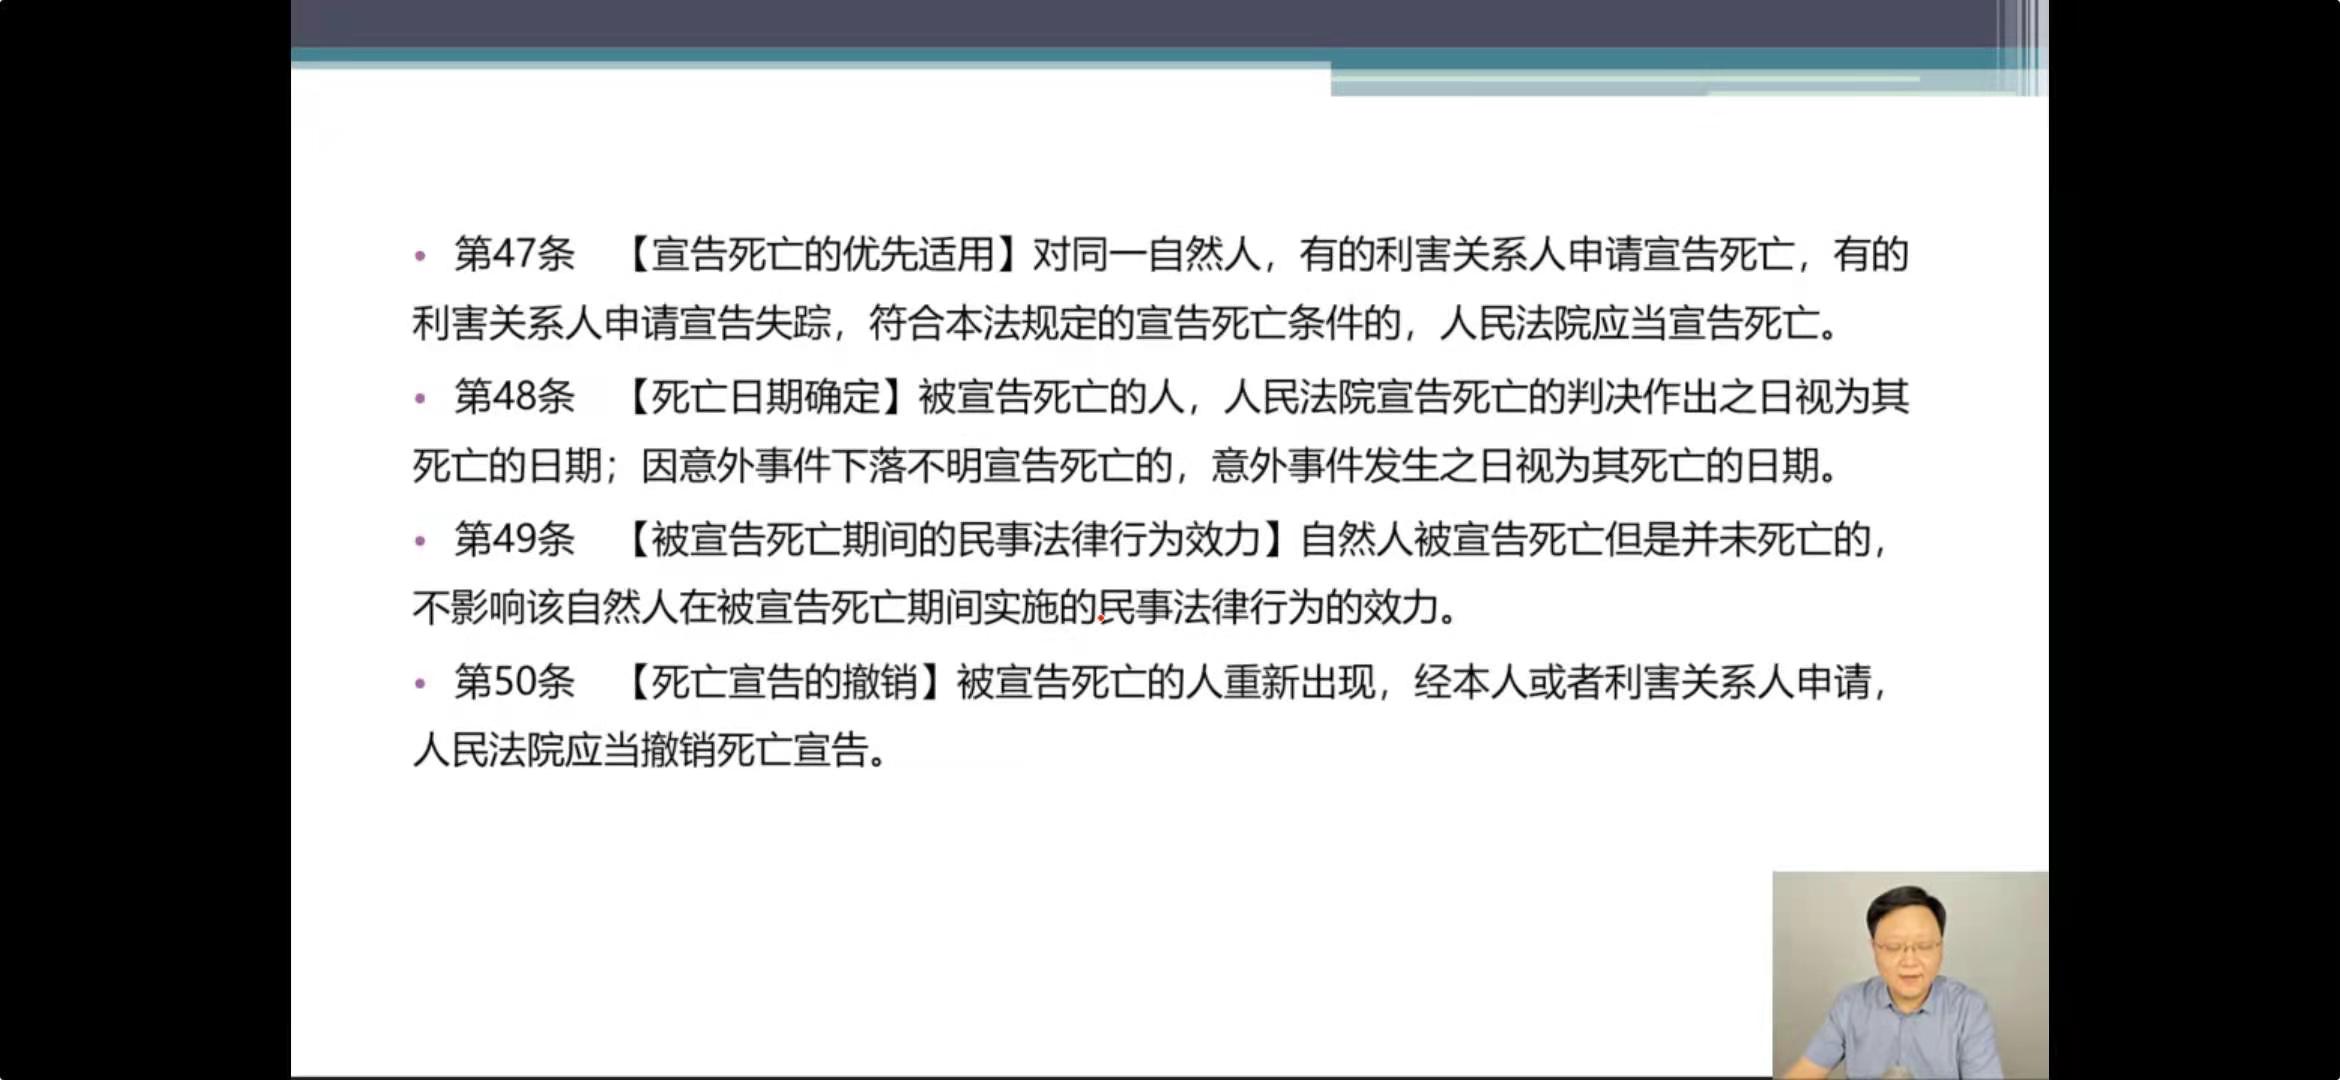 • 第47条 【宣告死亡的优先适用】对同一自然人，有的利害关系人申请宣告死亡，有的
利害关系人申请宣告失踪，符合本法规定的宣告死亡条件的，人民法院应当宣告死亡。
• 第48条 【死亡日期确定】被宣告死亡的人，人民法院宣告死亡的判决作出之日视为其
死亡的日期；因意外事件下落不明宣告死亡的，意外事件发生之日视为其死亡的日期。
• 第49条 【被宣告死亡期间的民事法律行为效力】自然人被宣告死亡但是并未死亡的，
不影响该自然人在被宣告死亡期间实施的民事法律行为的效力。
• 第50条 【死亡宣告的撤销】被宣告死亡的人重新出现，经本人或者利害关系人申请，
人民法院应当撤销死亡宣告。